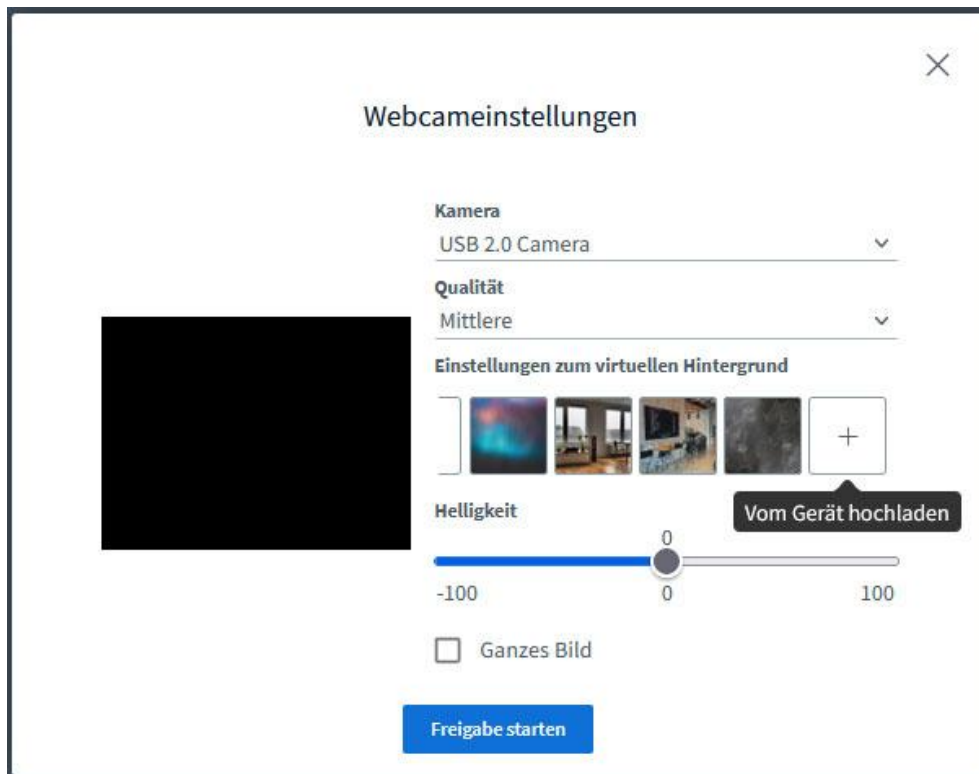 Webcameinstellungen
Kamera
USB 2.0 Camera
Qualität
Mittlere
Einstellungen zum virtuellen Hintergrund
+
Vom Gerät hochladen
Helligkeit
0
-100 0 100
Ganzes Bild
Freigabe starten